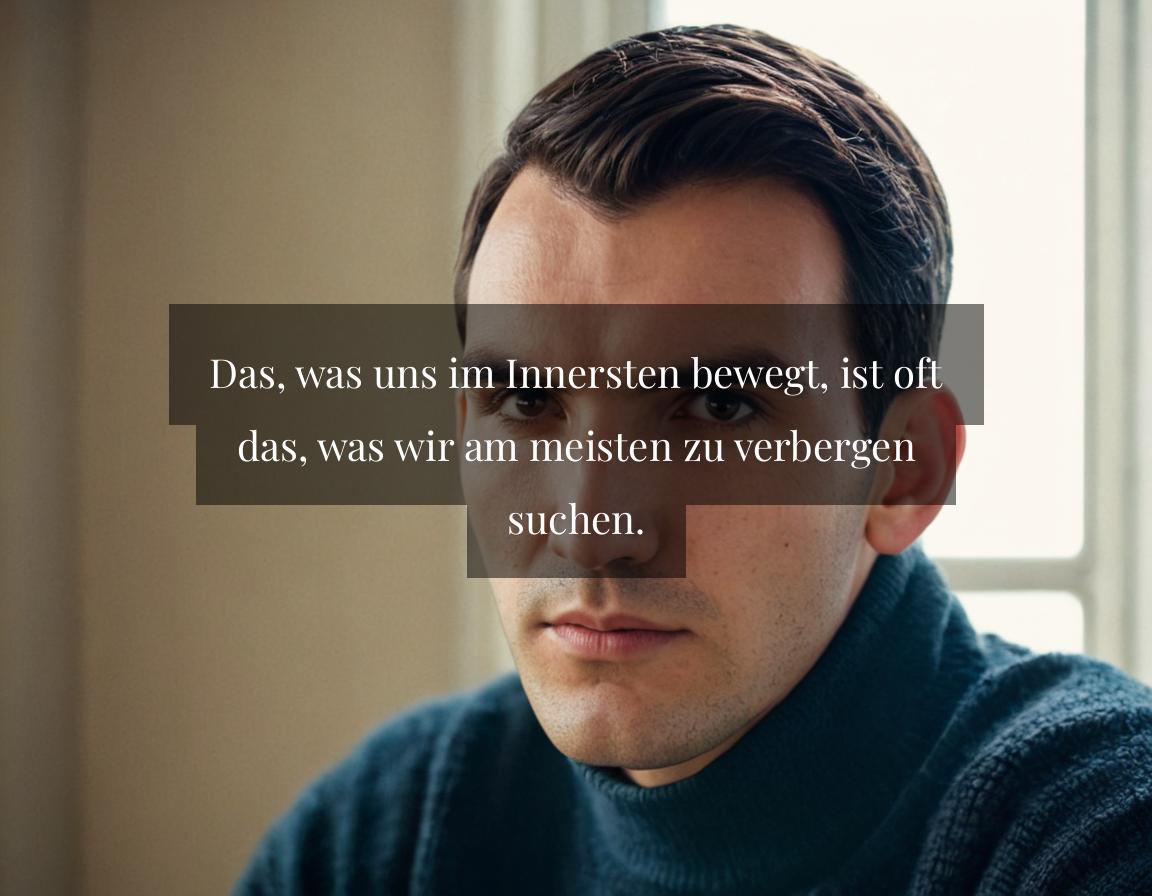 Das, was uns im Innersten bewegt, ist oft
das, was wir am meisten zu verbergen
suchen.